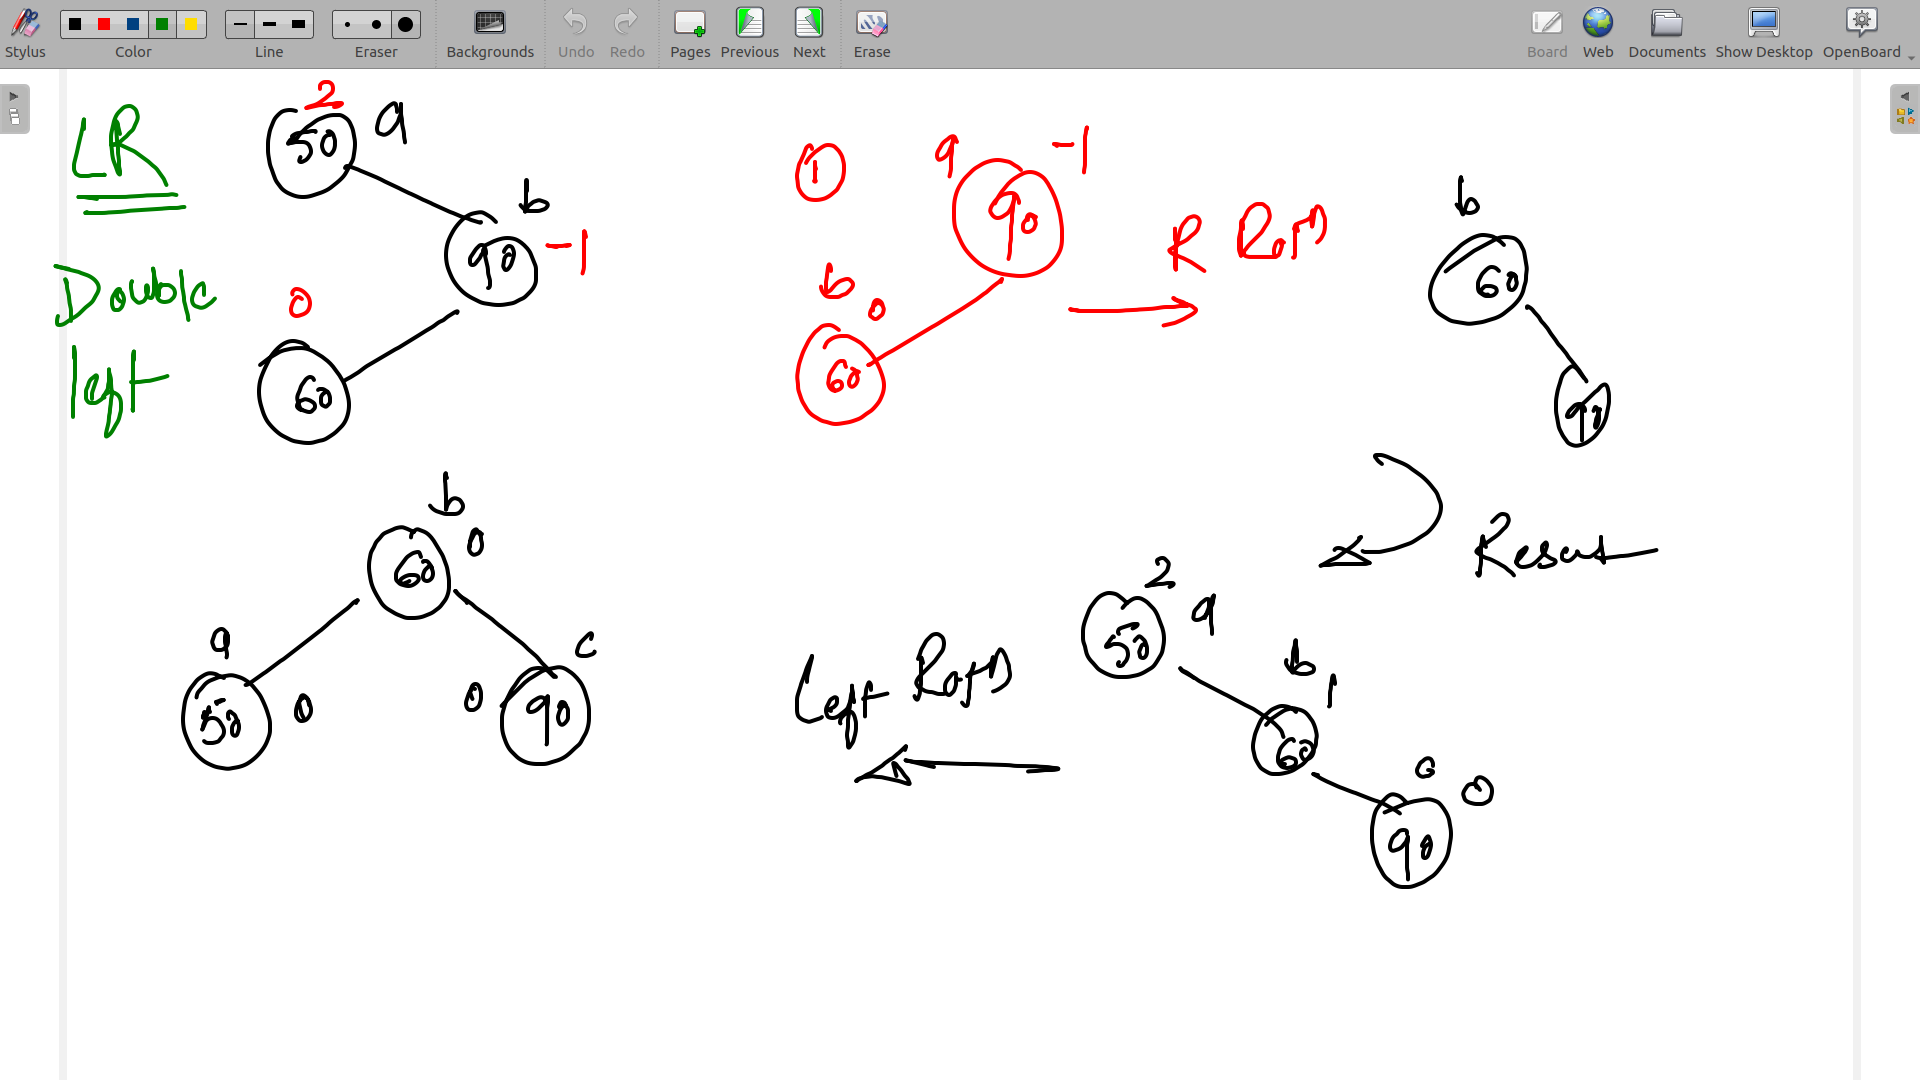 Stylus
Color
Line
Eraser
Backgrounds
Undo
Redo
Pages
Previous
Next
Erase
Board
Web
Documents
Show Desktop
OpenBoard
LR
Double
left
2
50
a
b
90
-1
0
60
1
a
-1
90
b
0
60
R Rotn
b
60
90
b
60
0
a
50
0
c
0
90
Left Rotn
2
50
a
b
1
60
0
90